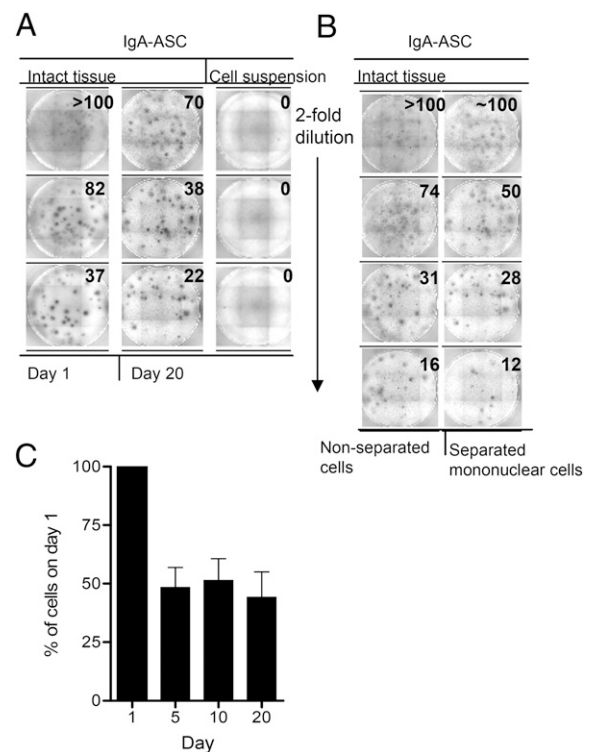 A
IgA-ASC
Intact tissue
Cell suspension
>100 70 0
82 38 0
37 22 0
Day 1
Day 20
2-fold
dilution
B
IgA-ASC
Intact tissue
>100 ~100
74 50
31 28
16 12
Non-separated
cells
Separated
mononuclear cells
C
% of cells on day 1
100
75
50
25
0
1 5 10 20
Day